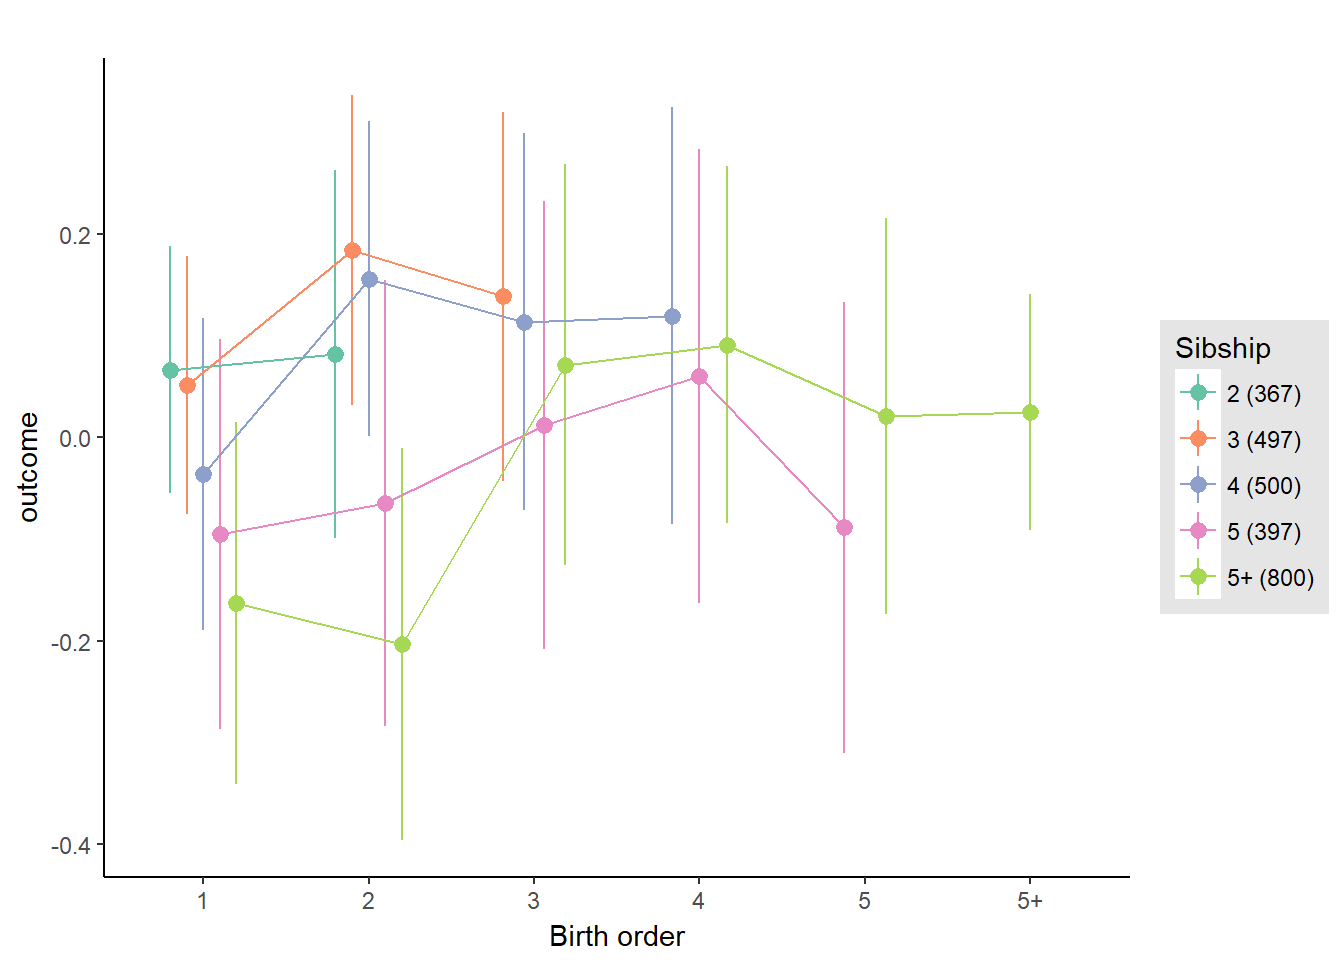 outcome
0.2
0.0
-0.2
-0.4
1 2 3 4 5 5+
Birth order
Sibship
2 (367)
3 (497)
4 (500)
5 (397)
5+ (800)